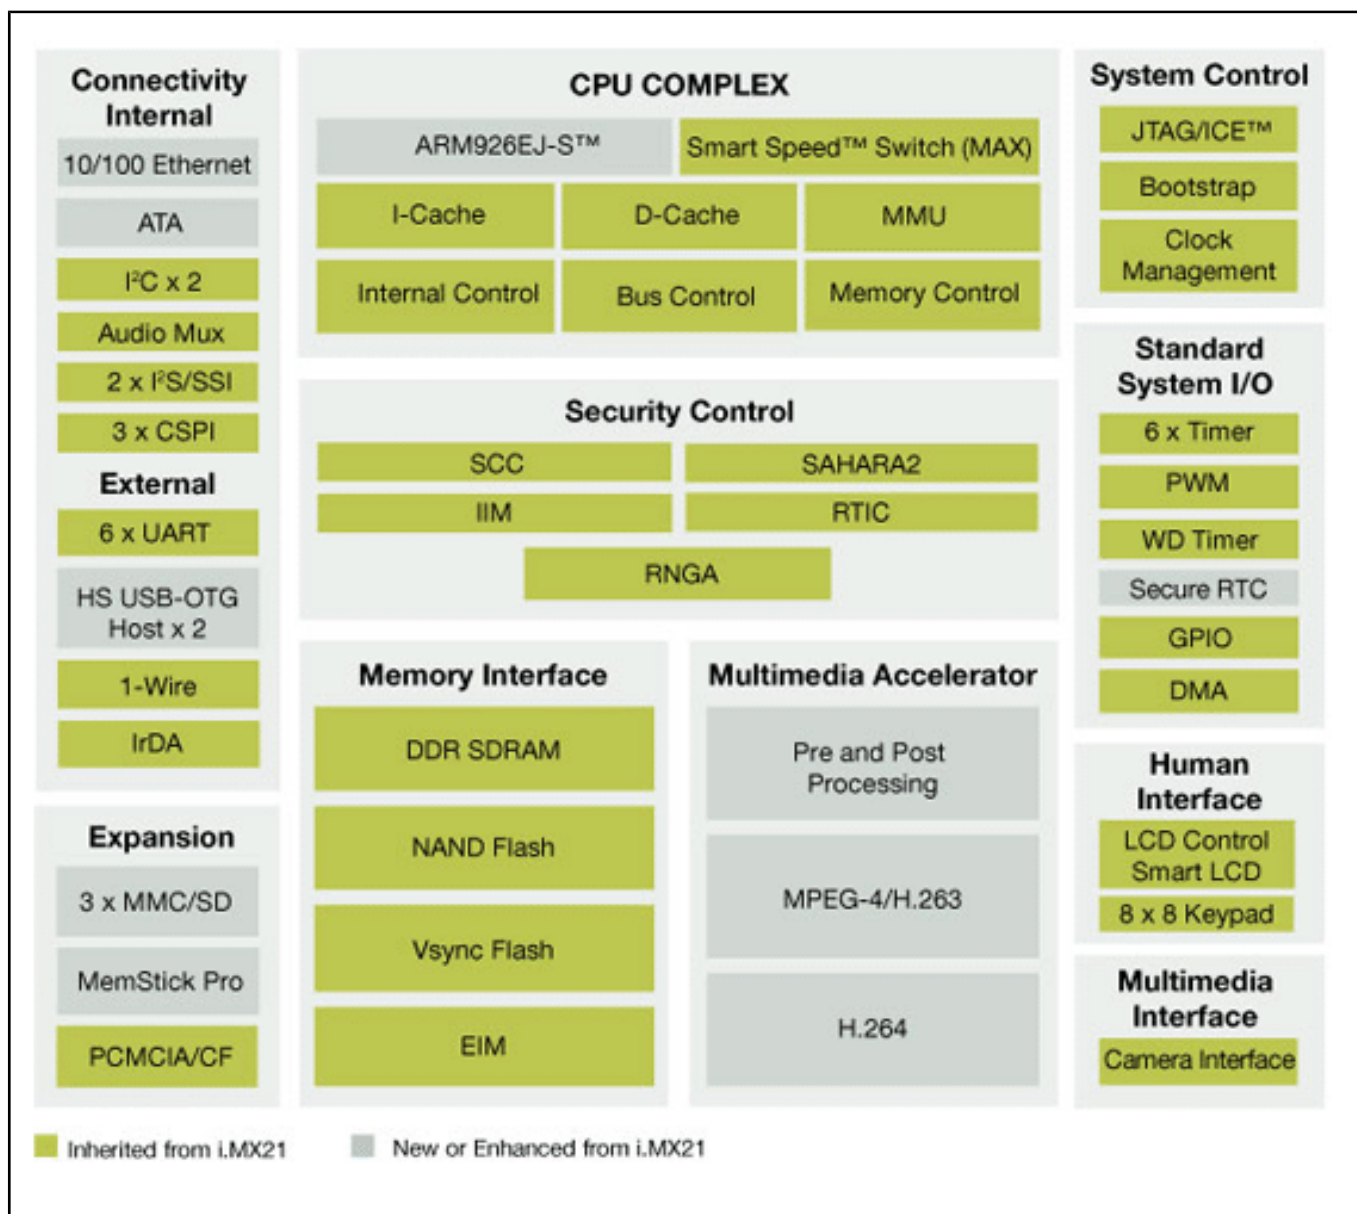 Connectivity
Internal
10/100 Ethernet
ATA
I²C x 2
Audio Mux
2 x I²S/SSI
3 x CSPI
External
6 x UART
HS USB-OTG
Host x 2
1-Wire
IrDA
Expansion
3 x MMC/SD
MemStick Pro
PCMCIA/CF
CPU COMPLEX
ARM926EJ-S™
Smart Speed™ Switch (MAX)
I-Cache
D-Cache
MMU
Internal Control
Bus Control
Memory Control
Security Control
SCC
SAHARA2
IIM
RTIC
RNGA
Memory Interface
DDR SDRAM
NAND Flash
Vsync Flash
EIM
Multimedia Accelerator
Pre and Post
Processing
MPEG-4/H.263
H.264
System Control
JTAG/ICE™
Bootstrap
Clock
Management
Standard
System I/O
6 x Timer
PWM
WD Timer
Secure RTC
GPIO
DMA
Human
Interface
LCD Control
Smart LCD
8 x 8 Keypad
Multimedia
Interface
Camera Interface
Inherited from i.MX21
New or Enhanced from i.MX21